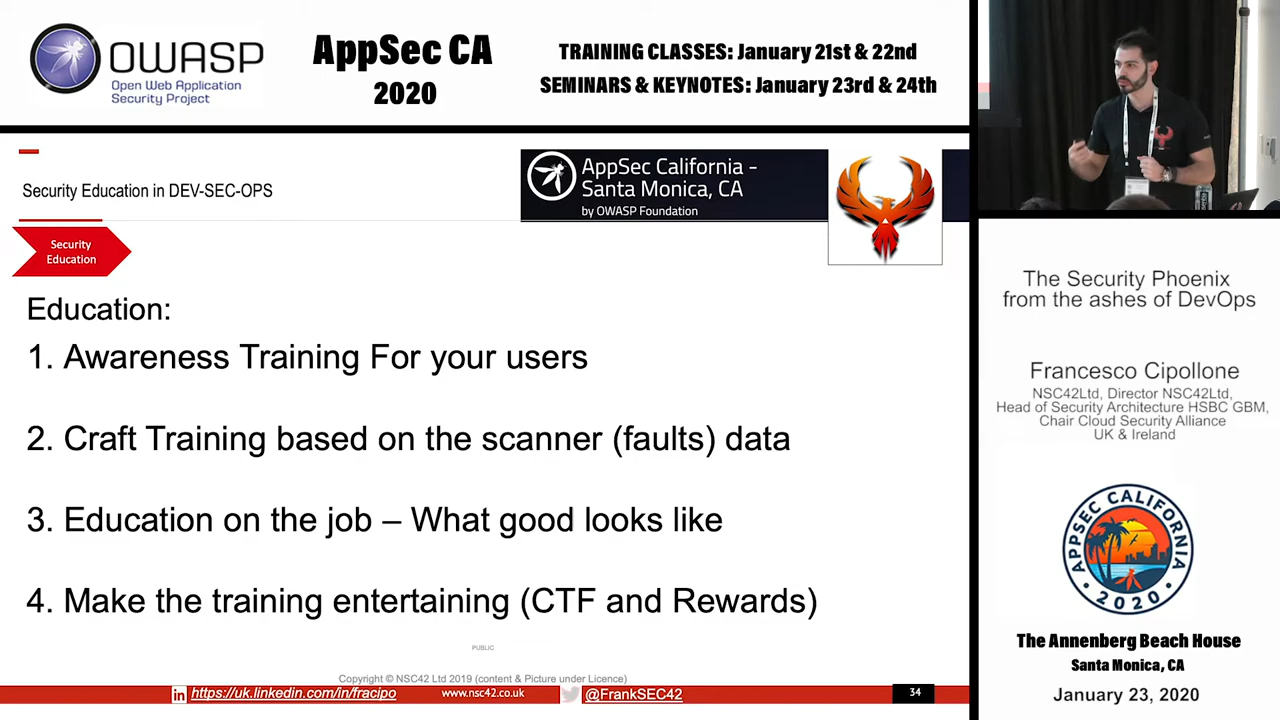 OWASP
Open Web Application
Security Project
AppSec CA
2020
TRAINING CLASSES: January 21st & 22nd
SEMINARS & KEYNOTES: January 23rd & 24th
Security Education in DEV-SEC-OPS
AppSec California –
Santa Monica, CA
by OWASP Foundation
Security
Education
Education:
1. Awareness Training For your users
2. Craft Training based on the scanner (faults) data
3. Education on the job – What good looks like
4. Make the training entertaining (CTF and Rewards)
PUBLIC
Copyright © NSC42 Ltd 2019 (content & Picture under Licence)
in https://uk.linkedin.com/in/fracipo
www.nsc42.co.uk
@FrankSEC42
34
The Security Phoenix
from the ashes of DevOps
Francesco Cipollone
NSC42Ltd, Director NSC42Ltd,
Head of Security Architecture HSBC GBM,
Chair Cloud Security Alliance
UK & Ireland
APPSEC CALIFORNIA
2020
The Annenberg Beach House
Santa Monica, CA
January 23, 2020